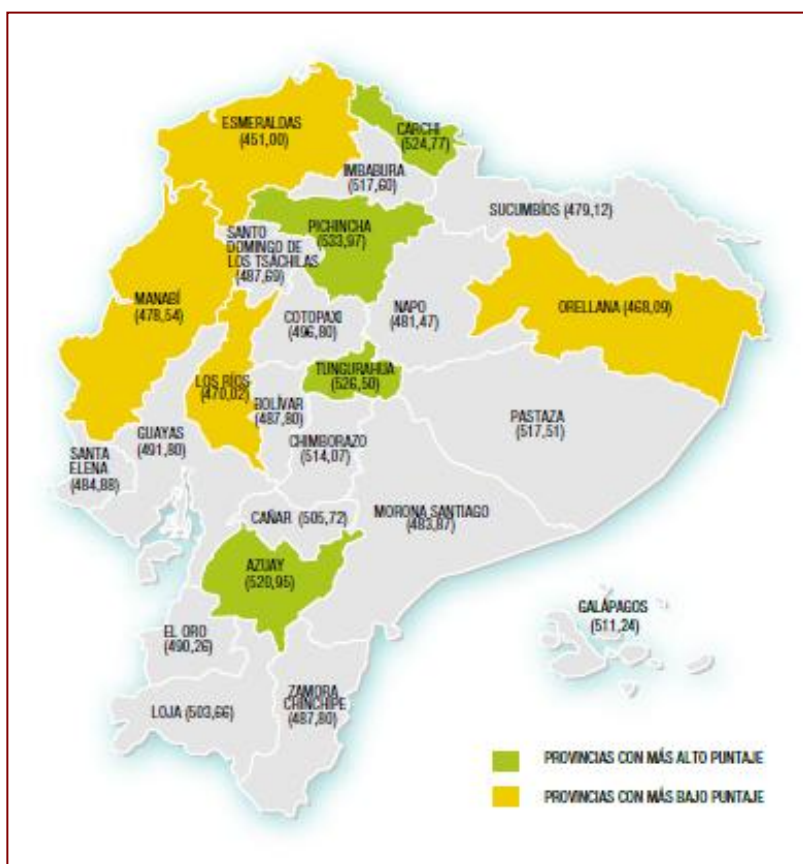 ESMERALDAS
(451,00)
CARCHI
(524,77)
IMBABURA
(517,60)
SUCUMBÍOS (479,12)
PICHINCHA
(533,97)
SANTO
DOMINGO DE
LOS TSÁCHILAS
(487,69)
MANABÍ
(478,54)
ORELLANA (468,09)
NAPO
(481,47)
COTOPAXI
(496,80)
TUNGURAHUA
(526,50)
LOS RÍOS
(470,02)
BOLÍVAR
(487,80)
PASTAZA
(517,51)
GUAYAS
(491,80)
CHIMBORAZO
(514,07)
SANTA
ELENA
(484,88)
CAÑAR (505,72)
MORONA SANTIAGO
(483,87)
AZUAY
(520,95)
GALÁPAGOS
(511,24)
EL ORO
(490,26)
ZAMORA
CHINCHIPE
(487,80)
LOJA (503,66)
PROVINCIAS CON MÁS ALTO PUNTAJE
PROVINCIAS CON MÁS BAJO PUNTAJE